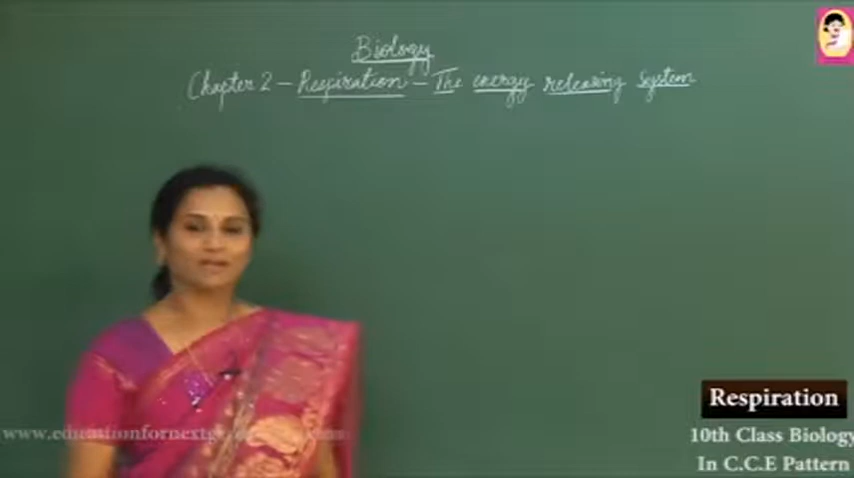 Biology
Chapter 2 - Respiration - The energy releasing system
Respiration
10th Class Biology
In C.C.E Pattern